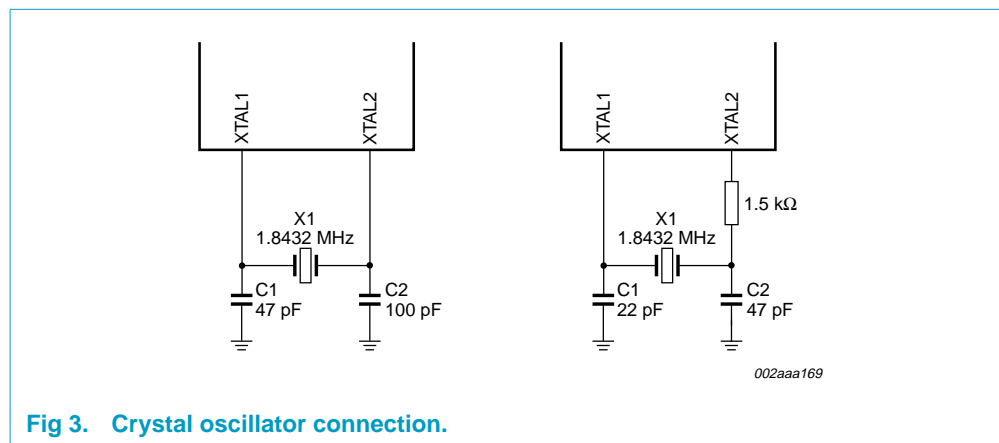 XTAL1
XTAL2
X1
1.8432 MHz
C1
47 pF
C2
100 pF
XTAL1
XTAL2
1.5 kΩ
X1
1.8432 MHz
C1
22 pF
C2
47 pF
002aaa169
Fig 3. Crystal oscillator connection.